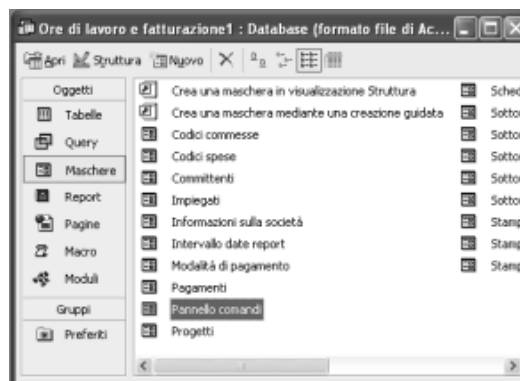 Ore di lavoro e fatturazione1 : Database (formato file di Ac...
Apri Struttura Nuovo
Oggetti
Tabelle
Query
Maschere
Report
Pagine
Macro
Moduli
Gruppi
Preferiti
Crea una maschera in visualizzazione Struttura
Crea una maschera mediante una creazione guidata
Codici commesse
Codici spese
Committenti
Impiegati
Informazioni sulla società
Intervallo date report
Modalità di pagamento
Pagamenti
Pannello comandi
Progetti
Sched
Sotto
Sotto
Sotto
Sotto
Sotto
Stamp
Stamp
Stamp